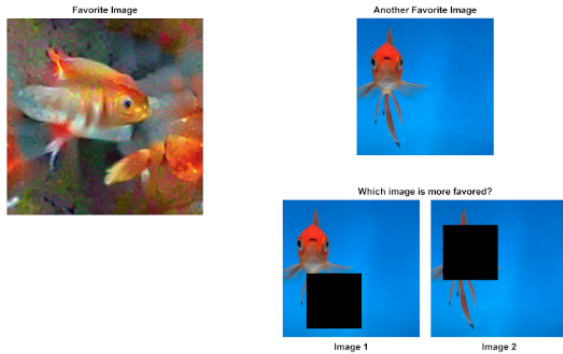 Favorite Image
Another Favorite Image
Which image is more favored?
Image 1
Image 2